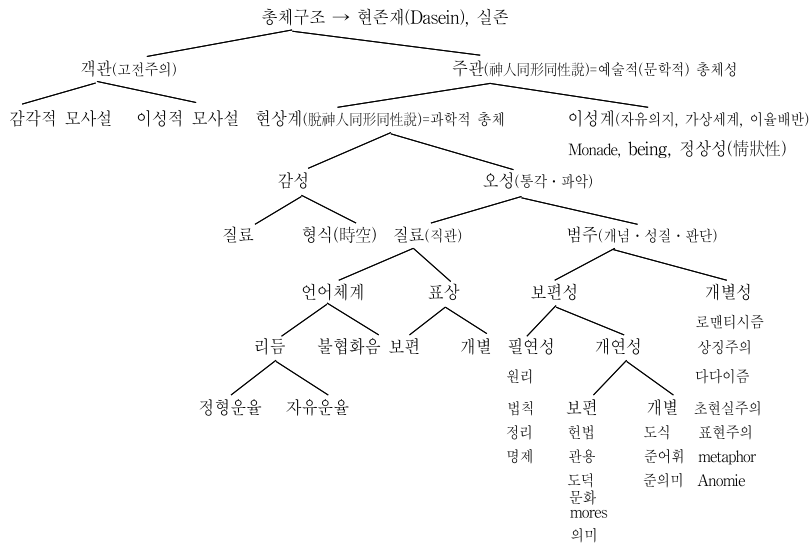 총체구조 → 현존재(Dasein), 실존
객관(고전주의) 주관(神人同形同性說)=예술적(문학적) 총체성
감각적 모사설 이성적 모사설 현상계(脫神人同形同性說)=과학적 총체 이성계(자유의지, 가상세계, 이율배반)
Monade, being, 정상성(情狀性)
감성 오성(통각·파악)
질료 형식(時空) 질료(직관) 범주(개념·성질·판단)
언어체계 표상 보편성 개별성
로맨티시즘
리듬 불협화음 보편 개별 필연성 개연성 상징주의
원리 다다이즘
정형운율 자유운율 법칙 보편 개별 초현실주의
정리 헌법 도식 표현주의
명제 관용 준어휘 metaphor
도덕 준의미 Anomie
문화
mores
의미